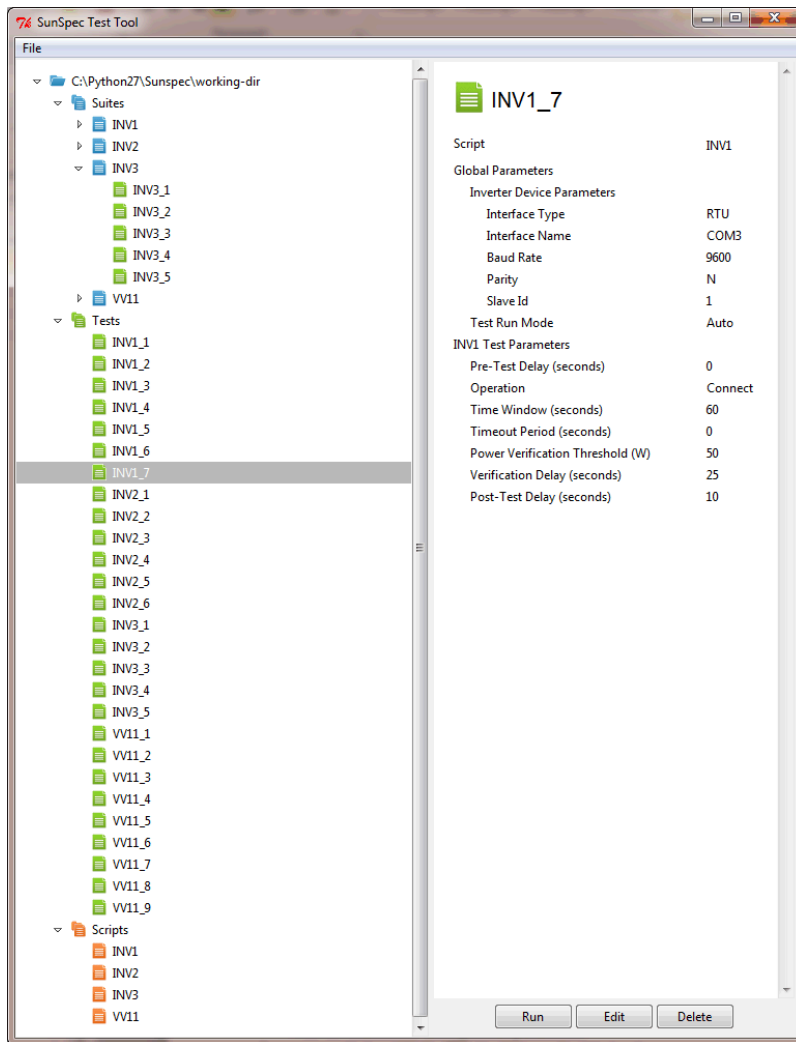 SunSpec Test Tool
File
C:\Python27\Sunspec\working-dir
Suites
INV1
INV2
INV3
INV3_1
INV3_2
INV3_3
INV3_4
INV3_5
VV11
Tests
INV1_1
INV1_2
INV1_3
INV1_4
INV1_5
INV1_6
INV1_7
INV2_1
INV2_2
INV2_3
INV2_4
INV2_5
INV2_6
INV3_1
INV3_2
INV3_3
INV3_4
INV3_5
VV11_1
VV11_2
VV11_3
VV11_4
VV11_5
VV11_6
VV11_7
VV11_8
VV11_9
Scripts
INV1
INV2
INV3
VV11
INV1_7
Script INV1
Global Parameters
Inverter Device Parameters
Interface Type RTU
Interface Name COM3
Baud Rate 9600
Parity N
Slave Id 1
Test Run Mode Auto
INV1 Test Parameters
Pre-Test Delay (seconds) 0
Operation Connect
Time Window (seconds) 60
Timeout Period (seconds) 0
Power Verification Threshold (W) 50
Verification Delay (seconds) 25
Post-Test Delay (seconds) 10
Run Edit Delete